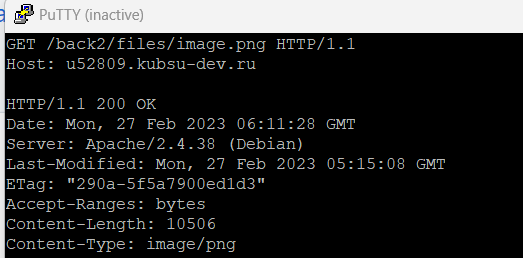 PuTTY (inactive)
GET /back2/files/image.png HTTP/1.1
Host: u52809.kubsu-dev.ru
HTTP/1.1 200 OK
Date: Mon, 27 Feb 2023 06:11:28 GMT
Server: Apache/2.4.38 (Debian)
Last-Modified: Mon, 27 Feb 2023 05:15:08 GMT
ETag: "290a-5f5a7900ed1d3"
Accept-Ranges: bytes
Content-Length: 10506
Content-Type: image/png